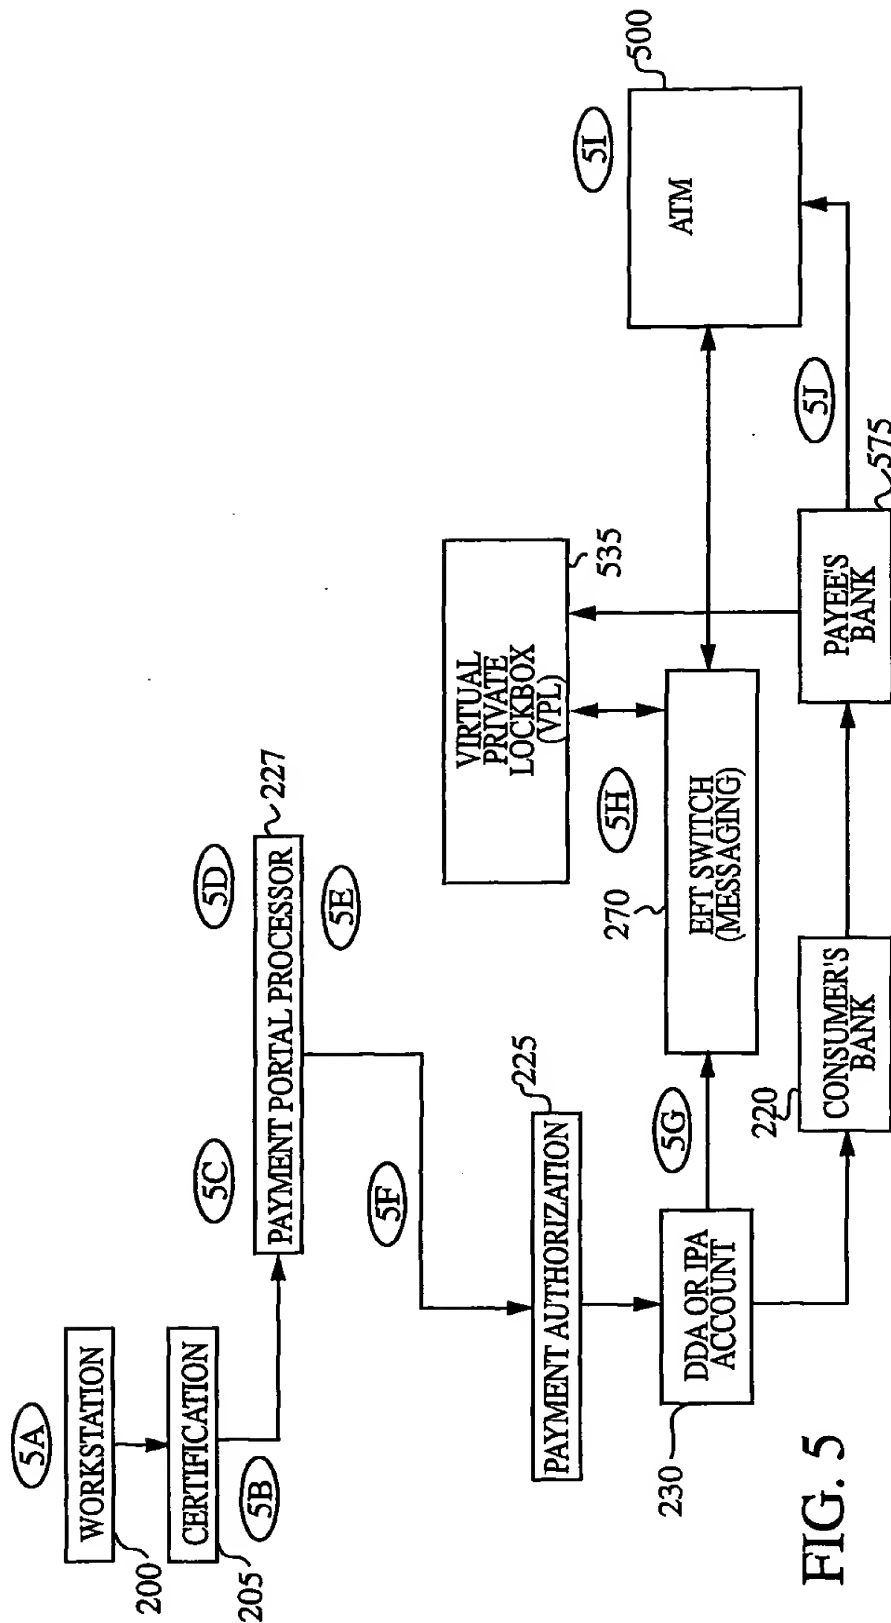 5A
WORKSTATION
200
CERTIFICATION
205
5B
5C
5D
PAYMENT PORTAL PROCESSOR
227
5E
5F
PAYMENT AUTHORIZATION
225
DDA OR IPA
ACCOUNT
230
5G
VIRTUAL
PRIVATE
LOCKBOX
(VPL)
535
5H
270
EFT SWITCH
(MESSAGING)
5I
ATM
500
5J
CONSUMER'S
BANK
220
PAYEE'S
BANK
575
FIG. 5